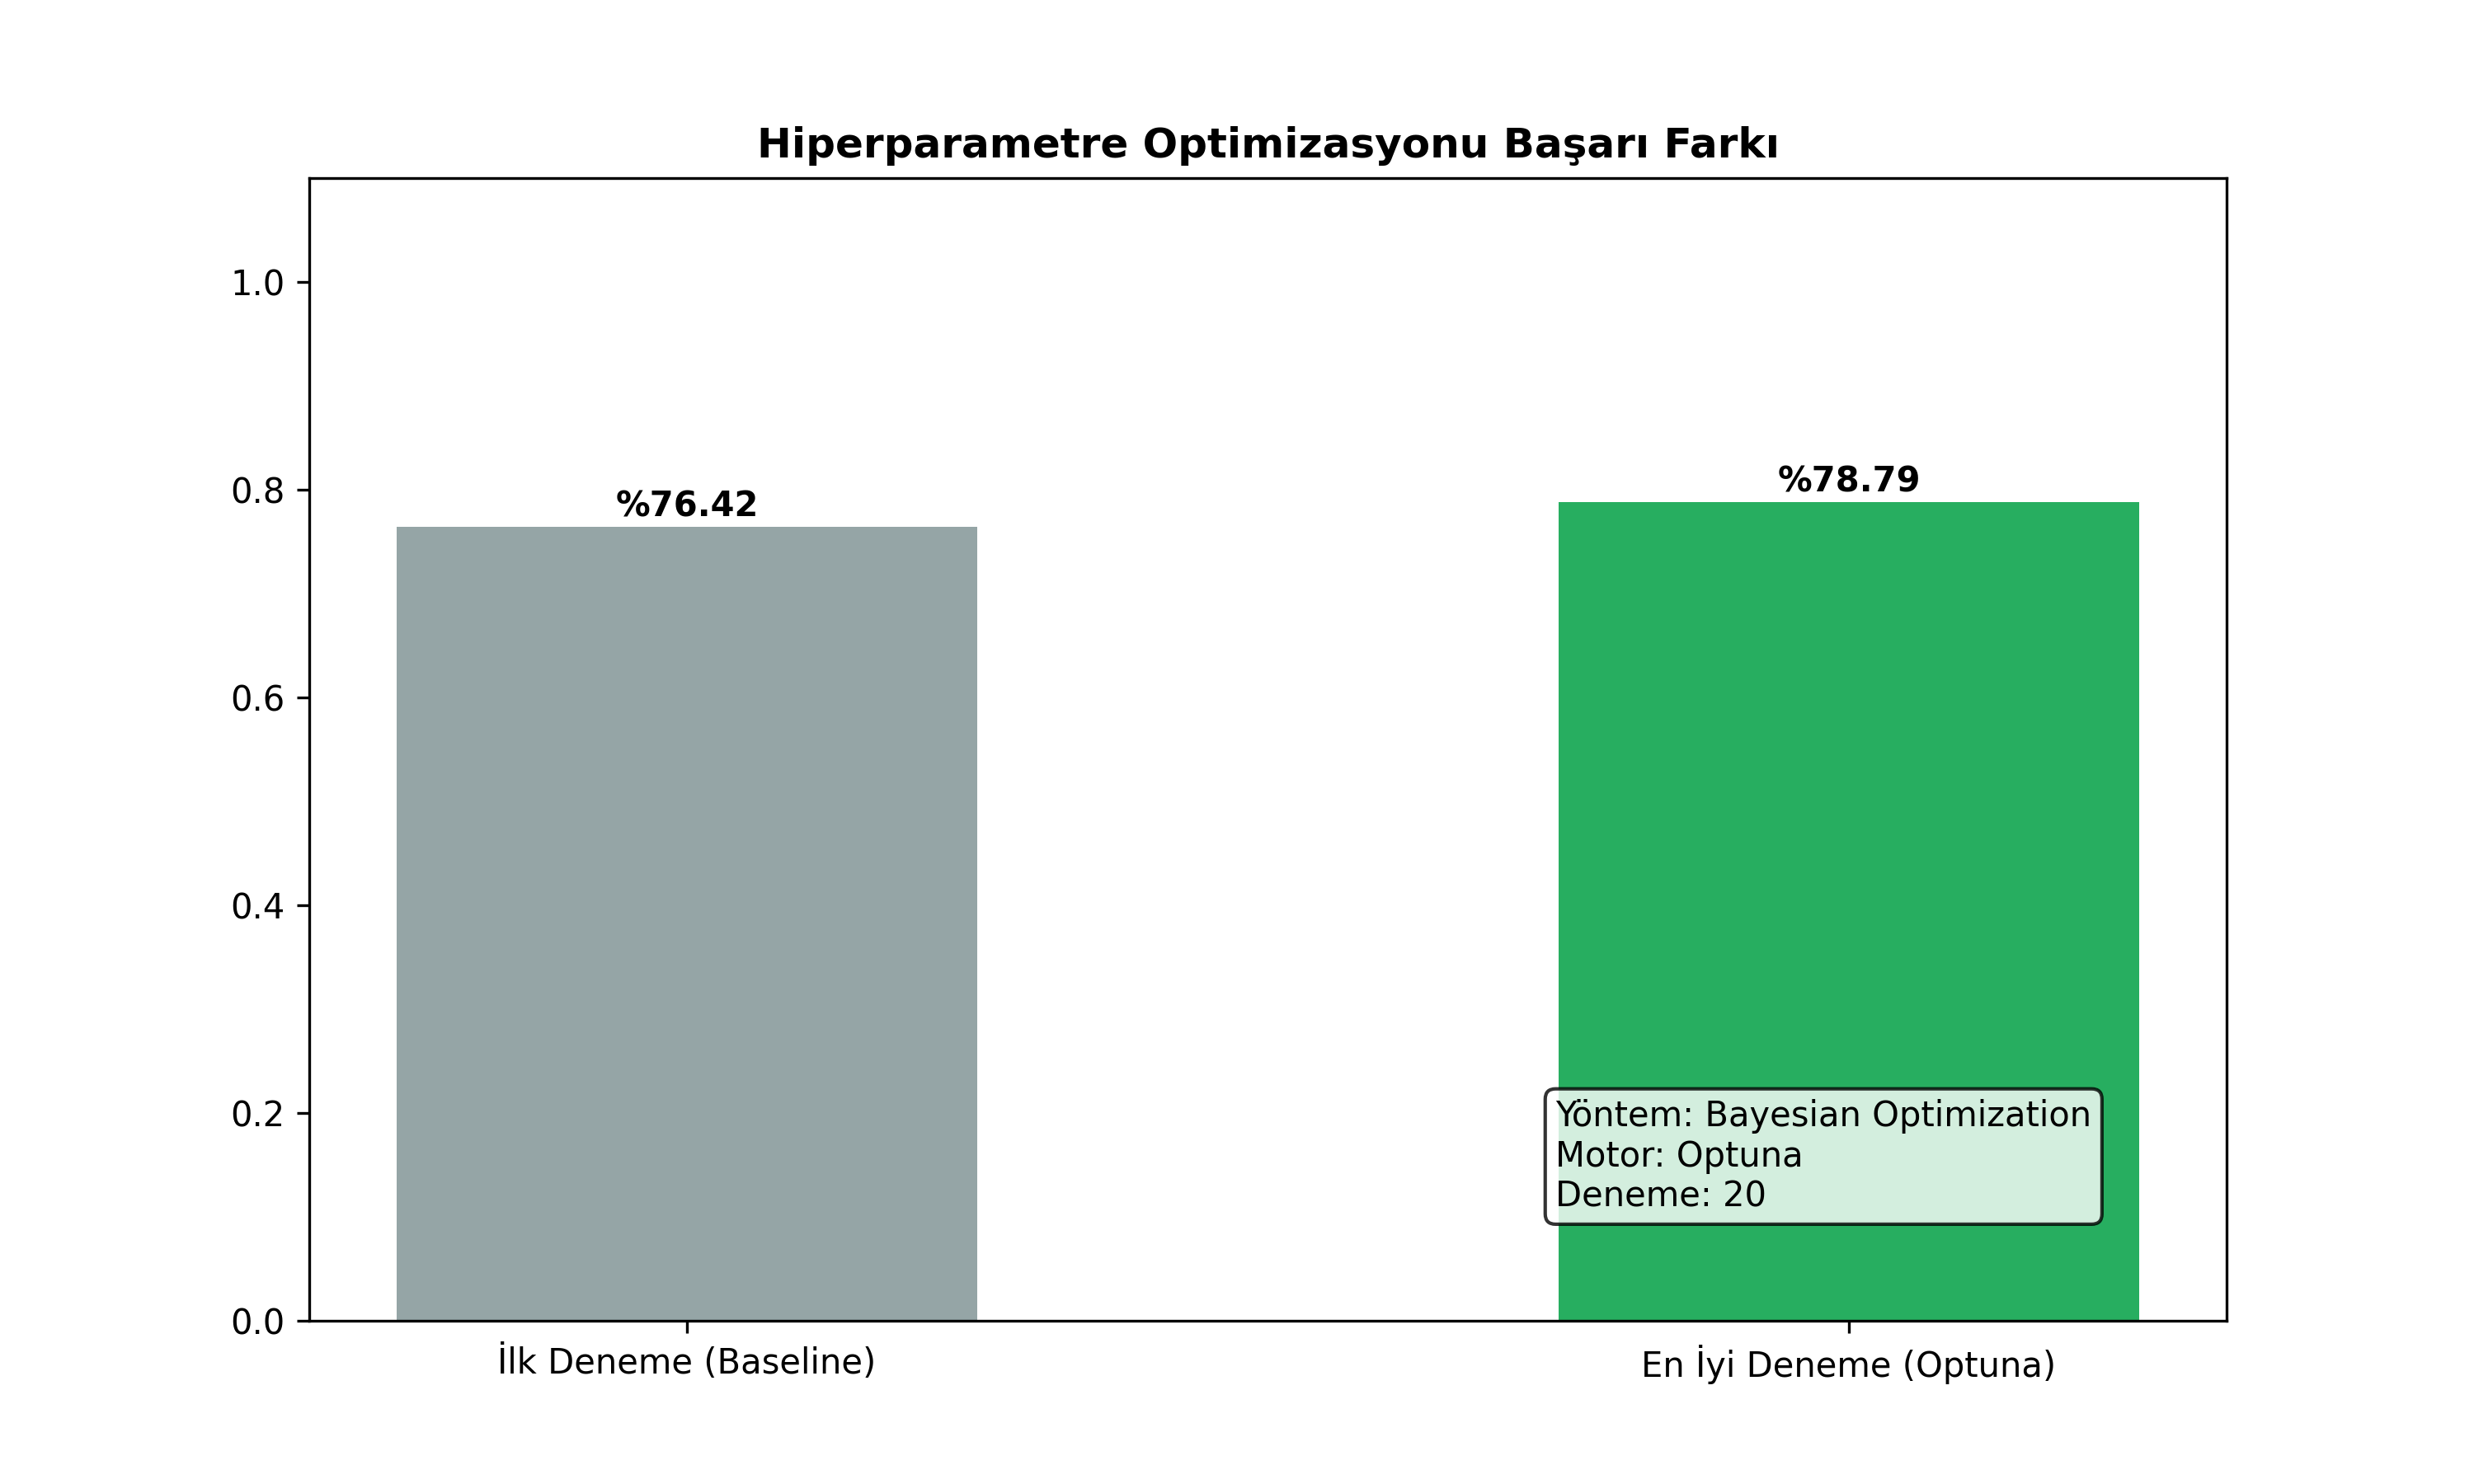 Hiperparametre Optimizasyonu Başarı Farkı
1.0
0.8
0.6
0.4
0.2
0.0
%76.42
%78.79
Yöntem: Bayesian Optimization
Motor: Optuna
Deneme: 20
İlk Deneme (Baseline)
En İyi Deneme (Optuna)